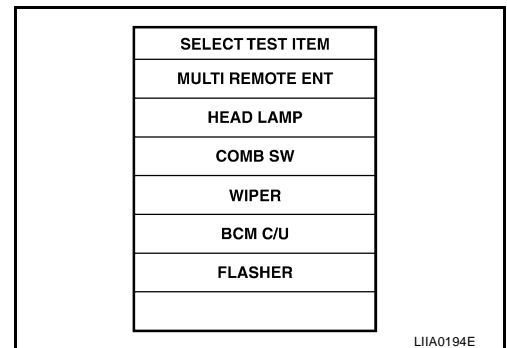 SELECT TEST ITEM
MULTI REMOTE ENT
HEAD LAMP
COMB SW
WIPER
BCM C/U
FLASHER
LIIA0194E